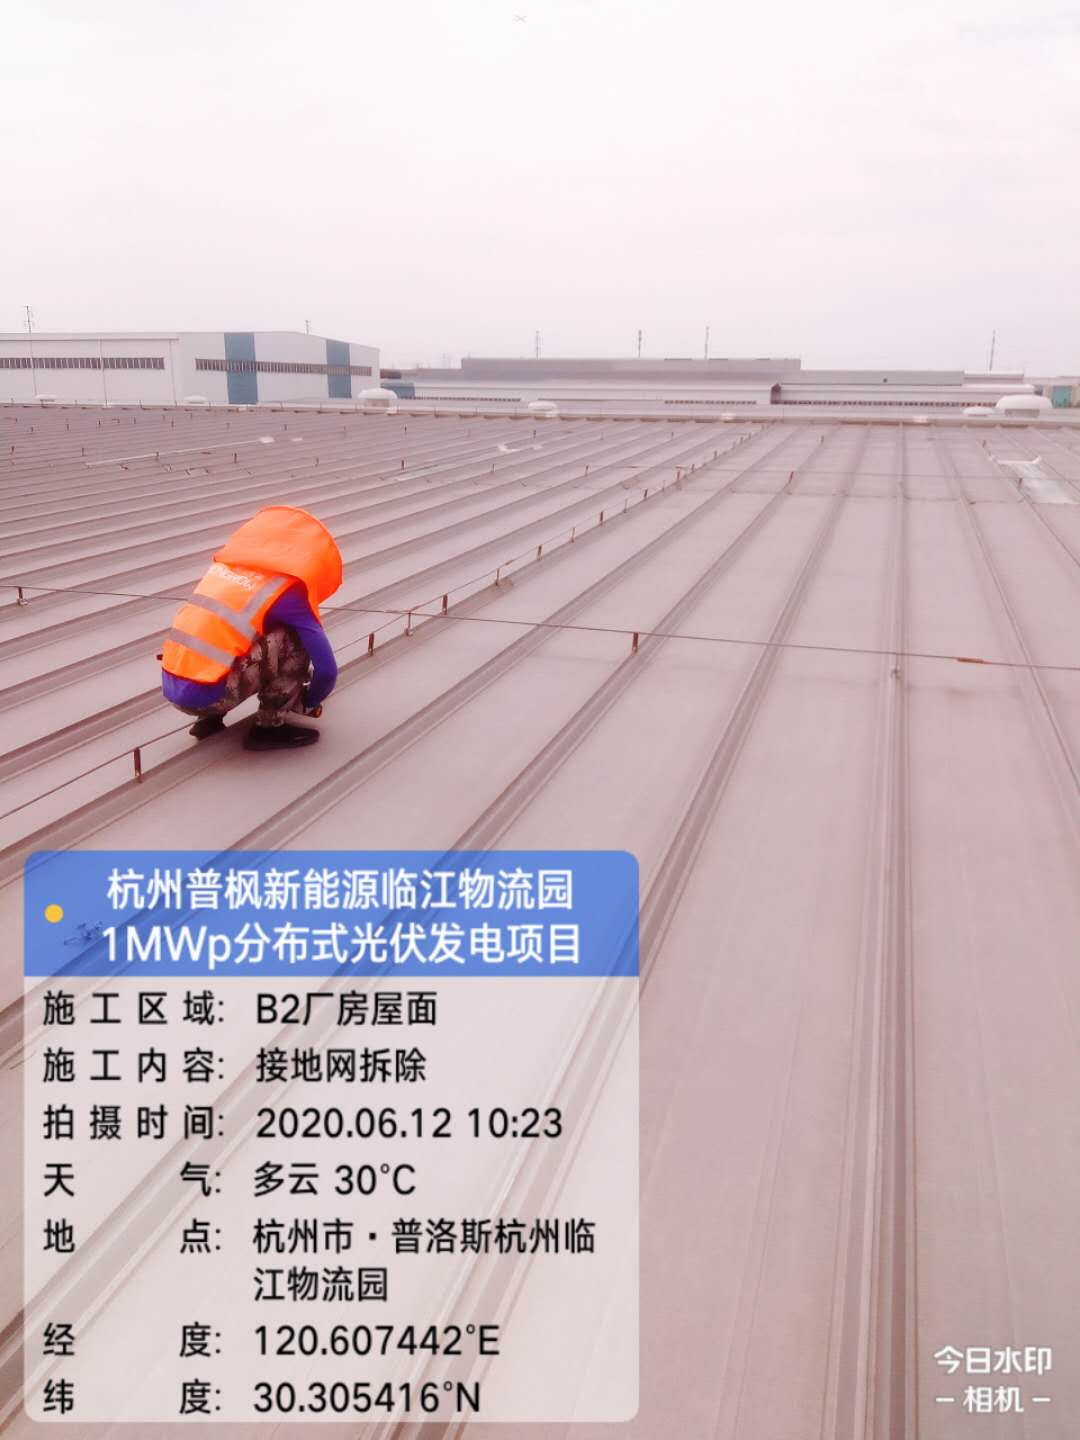 杭州普枫新能源临江物流园
1MWp分布式光伏发电项目
施工区域: B2厂房屋面
施工内容: 接地网拆除
拍摄时间: 2020.06.12 10:23
天气: 多云 30°C
地点: 杭州市·普洛斯杭州临
江物流园
经度: 120.607442°E
纬度: 30.305416°N
今日水印
－相机－